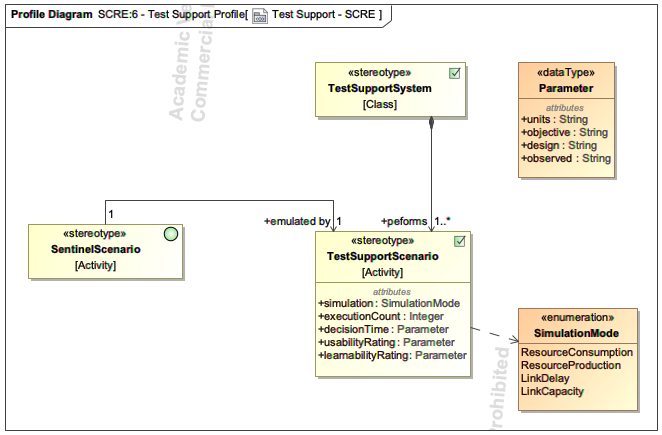 Profile Diagram SCRE:6 - Test Support Profile[ Test Support - SCRE ]
Academic Ve
Commercial
«stereotype»
TestSupportSystem
[Class]
«dataType»
Parameter
attributes
+units : String
+objective : String
+design : String
+observed : String
1
+emulated by 1
+peforms 1..*
«stereotype»
SentinelScenario
[Activity]
«stereotype»
TestSupportScenario
[Activity]
attributes
+simulation : SimulationMode
+executionCount : Integer
+decisionTime : Parameter
+usabilityRating : Parameter
+learnabilityRating : Parameter
«enumeration»
SimulationMode
ResourceConsumption
ResourceProduction
LinkDelay
LinkCapacity
Prohibited